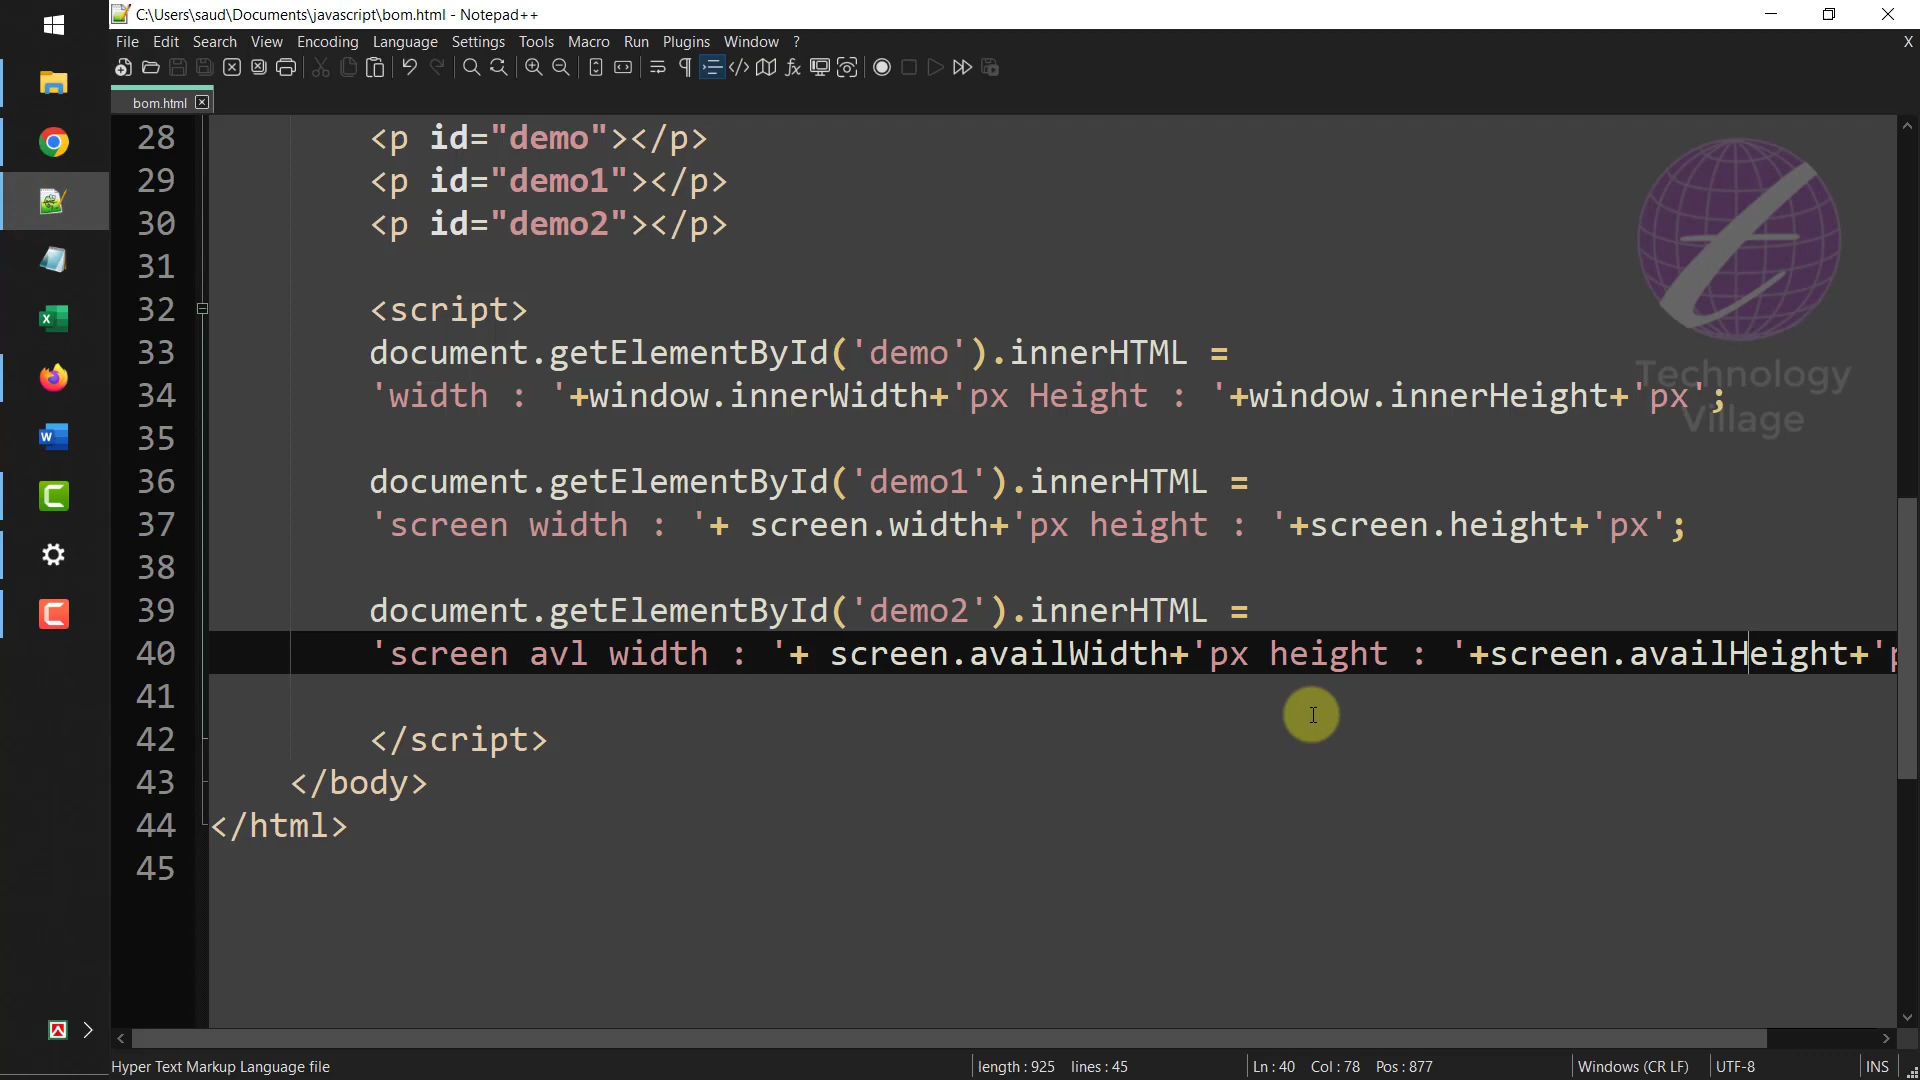 C:\Users\saud\Documents\javascript\bom.html - Notepad++
File Edit Search View Encoding Language Settings Tools Macro Run Plugins Window ? X
bom.html
28 <p id="demo"></p>
29 <p id="demo1"></p>
30 <p id="demo2"></p>
31
32 <script>
33 document.getElementById('demo').innerHTML =
34 'width : '+window.innerWidth+'px Height : '+window.innerHeight+'px';
35
36 document.getElementById('demo1').innerHTML =
37 'screen width : '+ screen.width+'px height : '+screen.height+'px';
38
39 document.getElementById('demo2').innerHTML =
40 'screen avl width : '+ screen.availWidth+'px height : '+screen.availHeight+'p
41
42 </script>
43 </body>
44 </html>
45
Technology
Village
Hyper Text Markup Language file length : 925 lines : 45 Ln : 40 Col : 78 Pos : 877 Windows (CR LF) UTF-8 INS